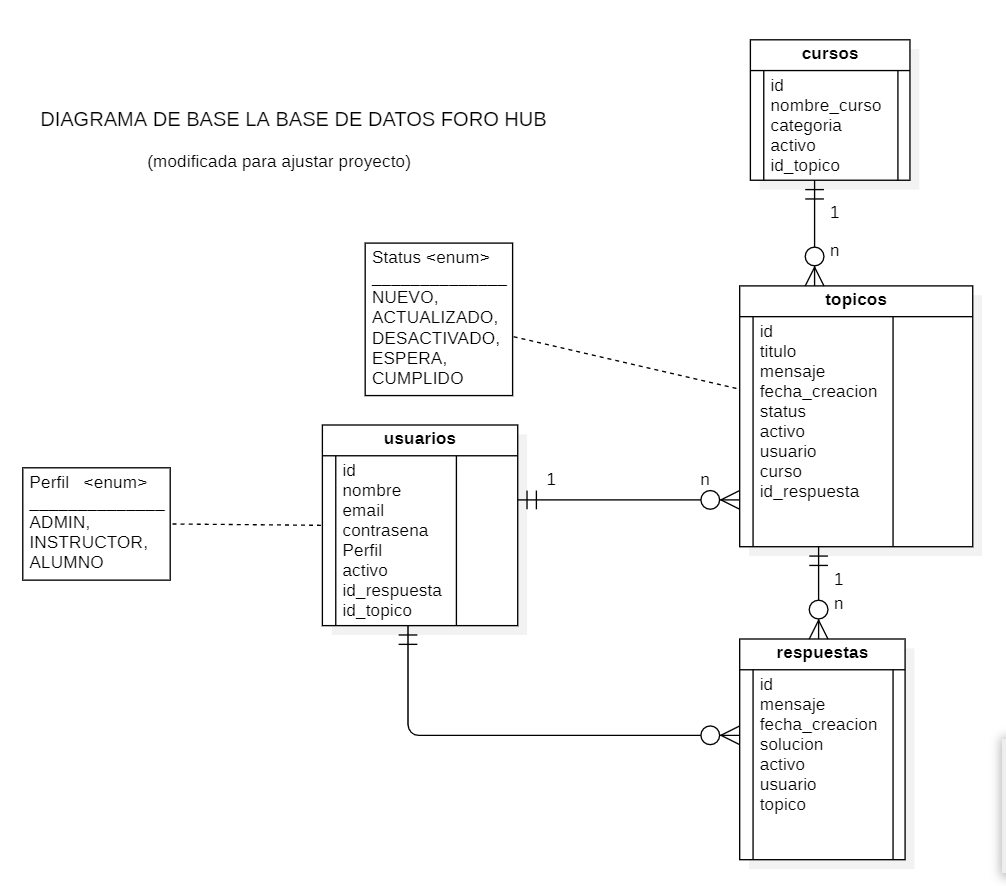 DIAGRAMA DE BASE LA BASE DE DATOS FORO HUB
(modificada para ajustar proyecto)
cursos
id
nombre_curso
categoria
activo
id_topico
1
n
Status <enum>
NUEVO,
ACTUALIZADO,
DESACTIVADO,
ESPERA,
CUMPLIDO
topicos
id
titulo
mensaje
fecha_creacion
status
activo
usuario
curso
id_respuesta
usuarios
id
nombre
email
contrasena
Perfil
activo
id_respuesta
id_topico
1
n
Perfil <enum>
ADMIN,
INSTRUCTOR,
ALUMNO
1
n
respuestas
id
mensaje
fecha_creacion
solucion
activo
usuario
topico